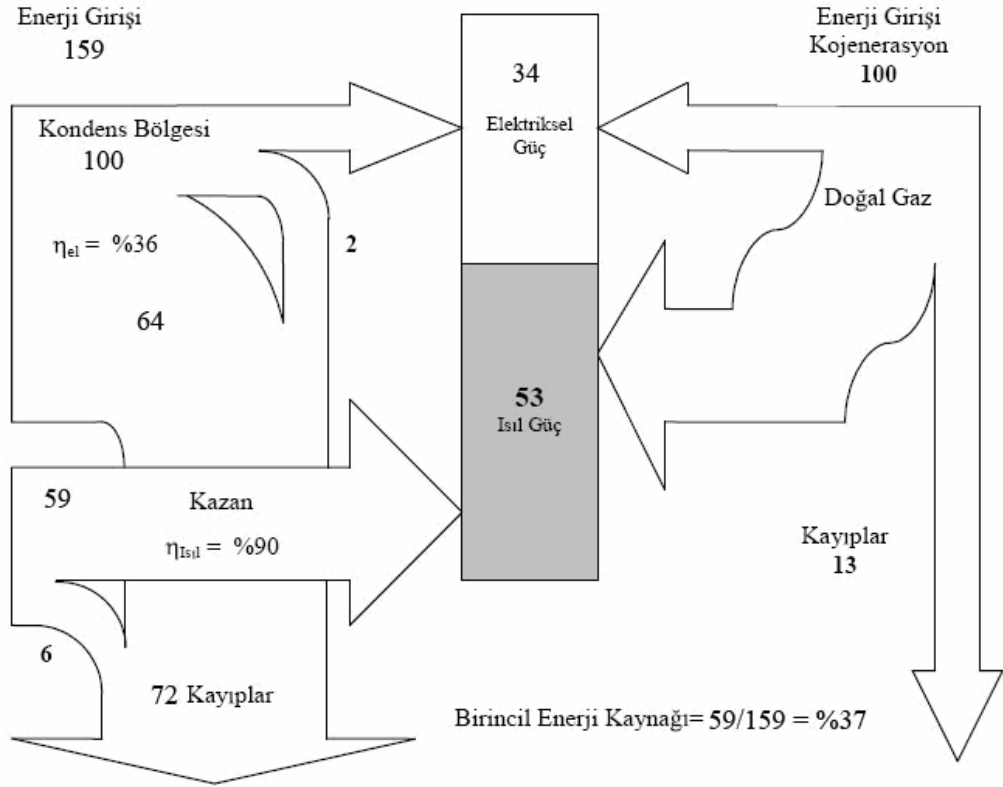 Enerji Girişi
159
Kondens Bölgesi
100
ηel = %36
64
2
59
Kazan
ηIsıl = %90
6
72 Kayıplar
34
Elektriksel
Güç
53
Isıl Güç
Enerji Girişi
Kojenerasyon
100
Doğal Gaz
Kayıplar
13
Birincil Enerji Kaynağı= 59/159 = %37